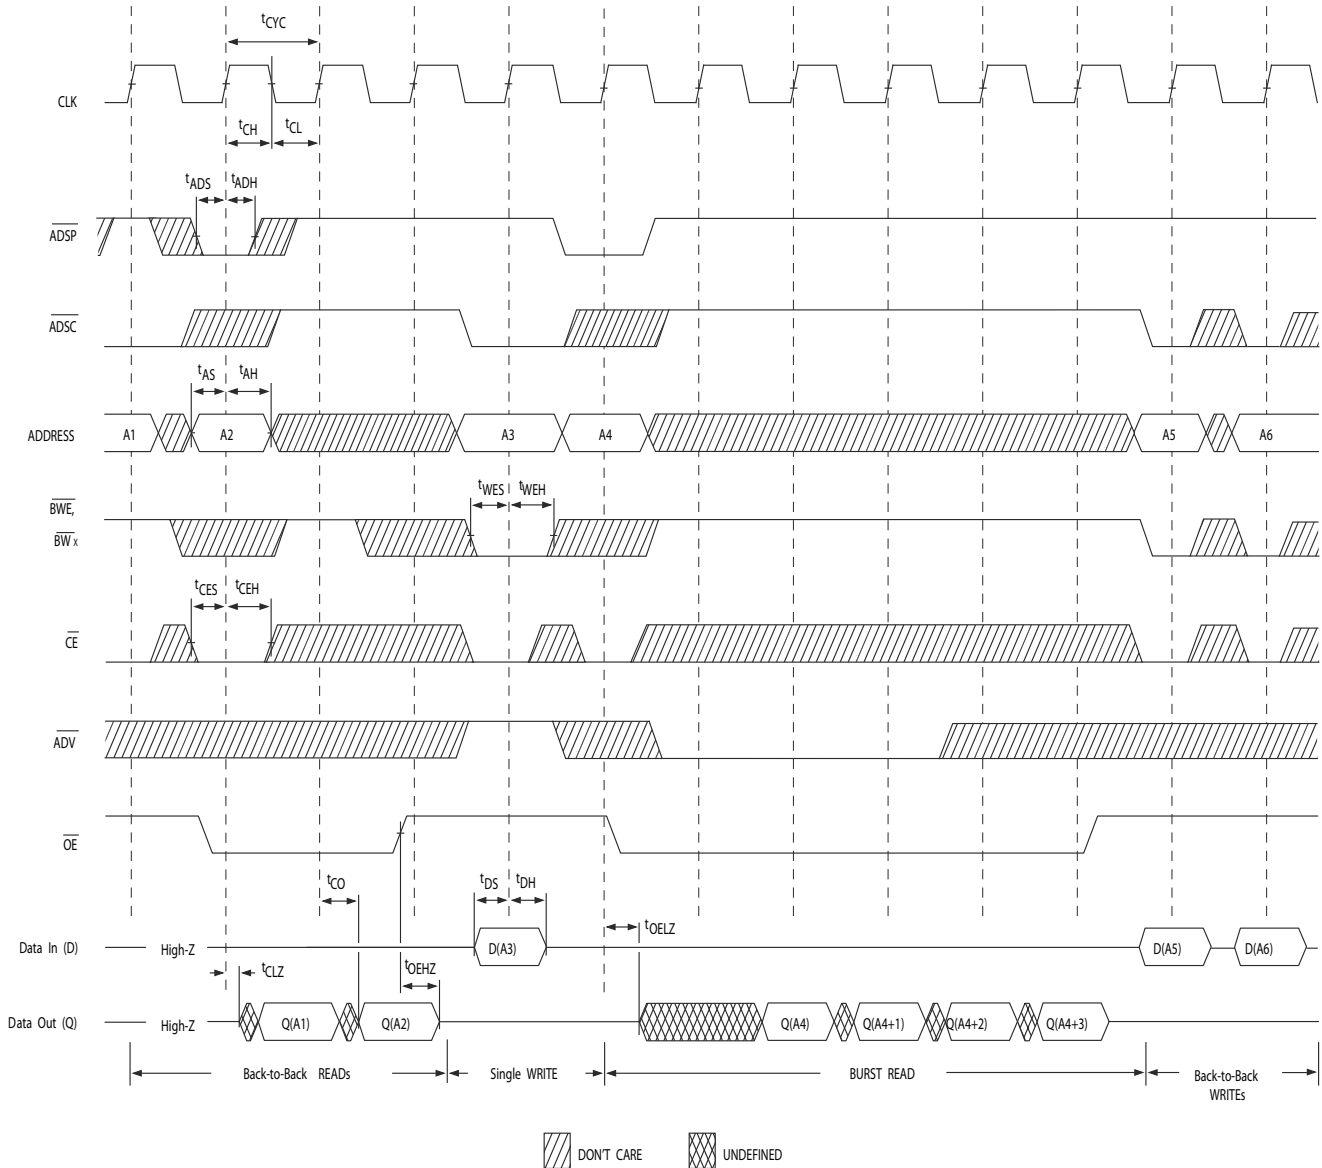 tCYC
CLK
tCH
tCL
tADS
tADH
ADSP
ADSC
tAS
tAH
ADDRESS
A1
A2
A3
A4
A5
A6
tWES
tWEH
BWE,
BW x
tCES
tCEH
CE
ADV
OE
tCO
tDS
tDH
tOELZ
Data In (D)
High-Z
D(A3)
D(A5)
D(A6)
tCLZ
tOEHZ
Data Out (Q)
High-Z
Q(A1)
Q(A2)
Q(A4)
Q(A4+1)
Q(A4+2)
Q(A4+3)
Back-to-Back READs
Single WRITE
BURST READ
Back-to-Back
WRITEs
DON'T CARE
UNDEFINED